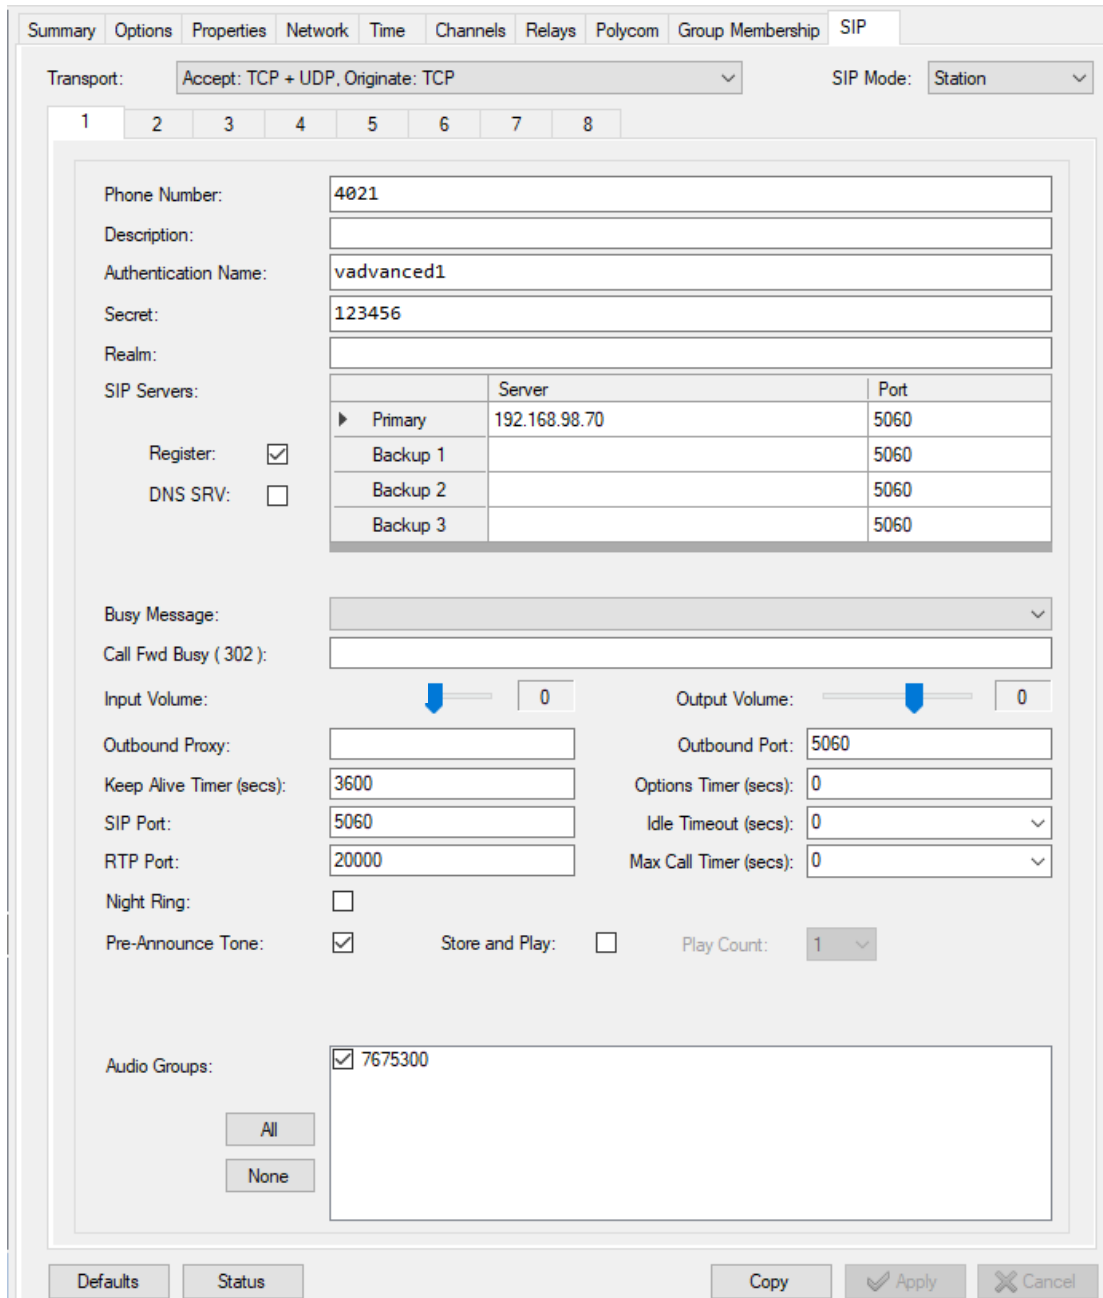 Summary Options Properties Network Time Channels Relays Polycom Group Membership SIP
Transport: Accept: TCP + UDP, Originate: TCP SIP Mode: Station
1 2 3 4 5 6 7 8
Phone Number: 4021
Description:
Authentication Name: vadvanced1
Secret: 123456
Realm:
SIP Servers: Server Port
Primary 192.168.98.70 5060
Register: Backup 1 5060
DNS SRV: Backup 2 5060
Backup 3 5060
Busy Message:
Call Fwd Busy ( 302 ):
Input Volume: 0 Output Volume: 0
Outbound Proxy: Outbound Port: 5060
Keep Alive Timer (secs): 3600 Options Timer (secs): 0
SIP Port: 5060 Idle Timeout (secs): 0
RTP Port: 20000 Max Call Timer (secs): 0
Night Ring:
Pre-Announce Tone: Store and Play: Play Count: 1
Audio Groups: 7675300
All
None
Defaults Status Copy Apply Cancel